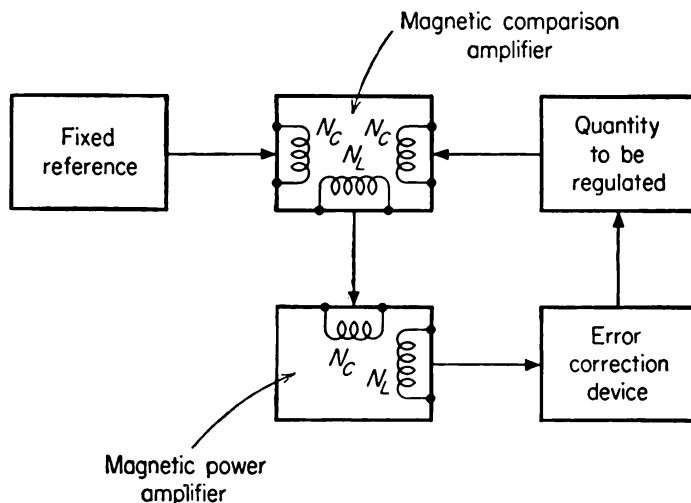 Magnetic comparison
amplifier
Fixed
reference
N_C
N_C
N_L
Quantity
to be
regulated
N_C
N_L
Error
correction
device
Magnetic power
amplifier